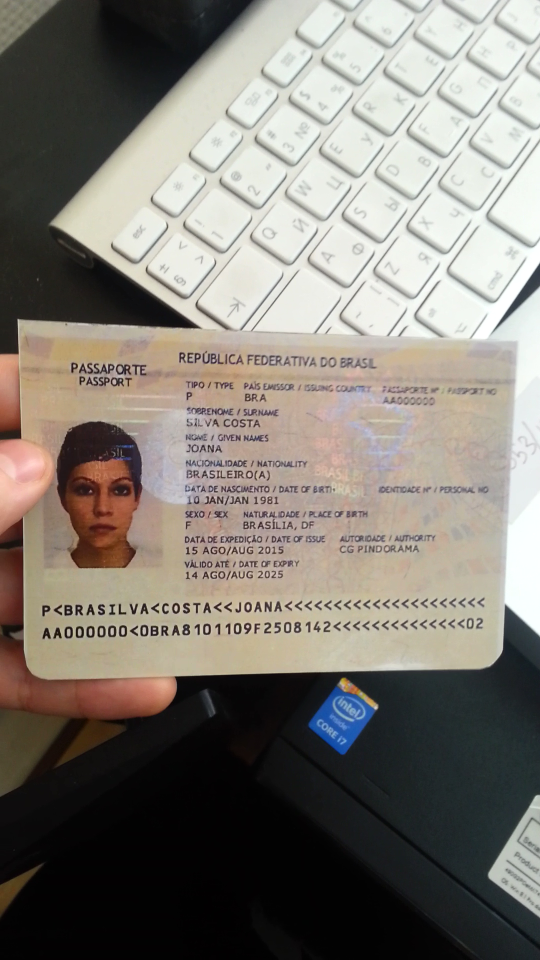 REPÚBLICA FEDERATIVA DO BRASIL
PASSAPORTE
PASSPORT
TIPO / TYPE PAÍS EMISSOR / ISSUING COUNTRY PASSAPORTE Nº / PASSPORT NO
P BRA AA000000
SOBRENOME / SURNAME
SILVA COSTA
NOME / GIVEN NAMES
JOANA
NACIONALIDADE / NATIONALITY
BRASILEIRO(A)
DATA DE NASCIMENTO / DATE OF BIRTH IDENTIDADE Nº / PERSONAL NO
10 JAN/JAN 1981
SEXO / SEX NATURALIDADE / PLACE OF BIRTH
F BRASÍLIA, DF
DATA DE EXPEDIÇÃO / DATE OF ISSUE AUTORIDADE / AUTHORITY
15 AGO/AUG 2015 CG PINDORAMA
VÁLIDO ATÉ / DATE OF EXPIRY
14 AGO/AUG 2025
P<BRASILVA<COSTA<<JOANA<<<<<<<<<<<<<<<<<<<<<
AA000000<0BRA8101109F2508142<<<<<<<<<<<<<<02
intel
inside
CORE i7